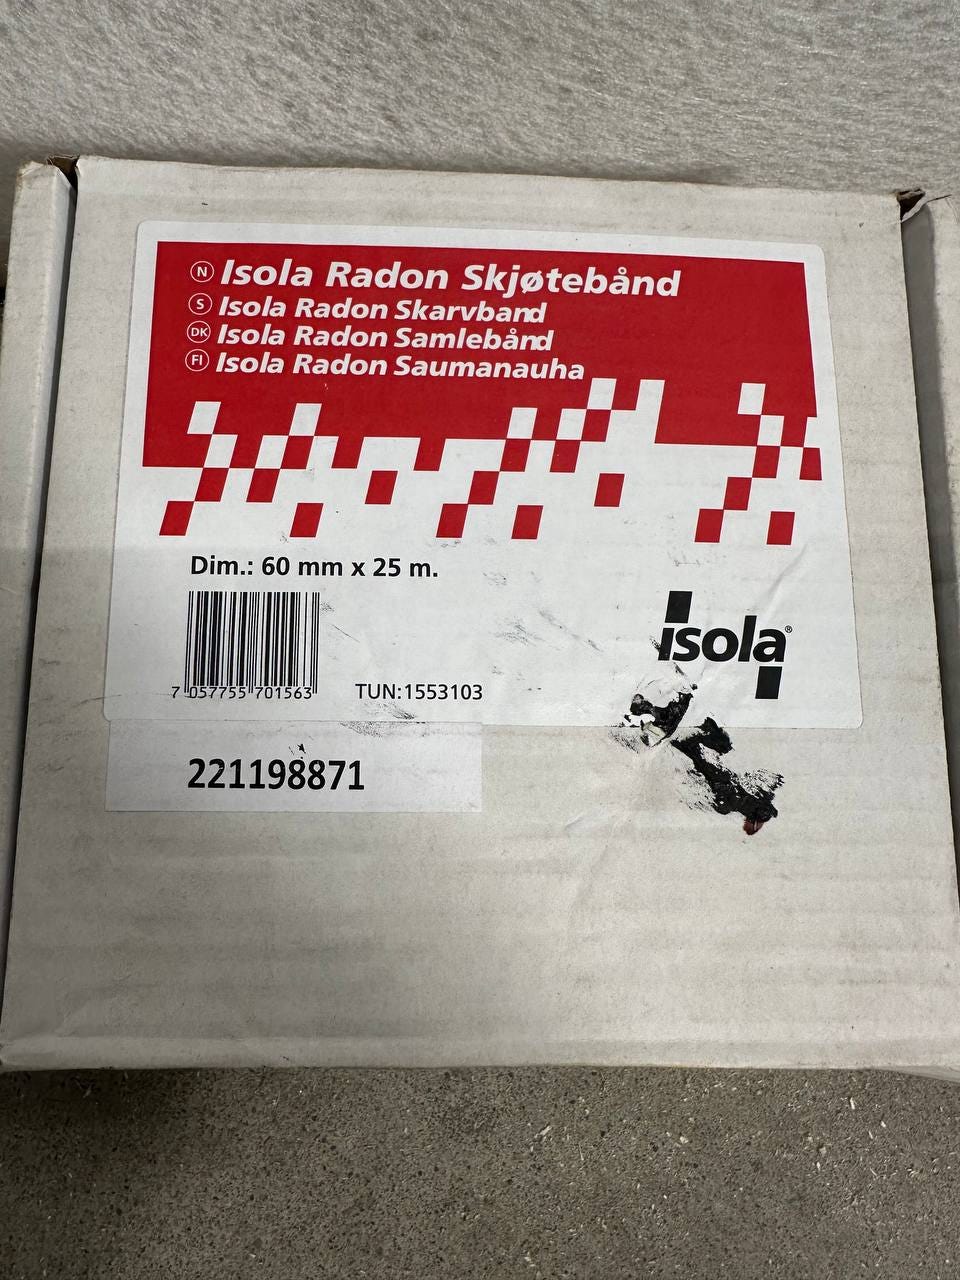 N Isola Radon Skjøtebånd
S Isola Radon Skarvband
DK Isola Radon Samlebånd
FI Isola Radon Saumanauha
Dim.: 60 mm x 25 m.
isola®
7 057755 701563
TUN:1553103
221198871